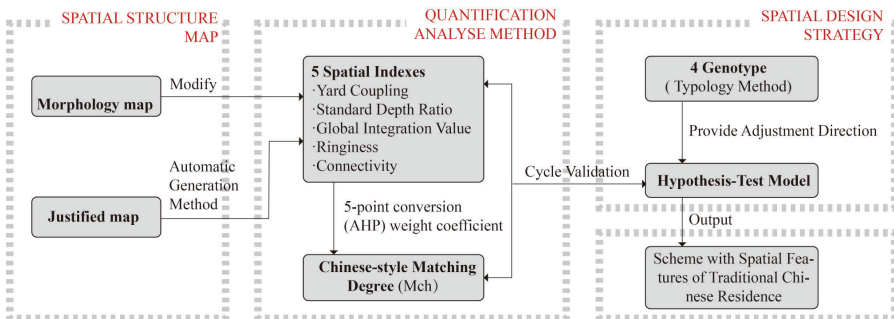 SPATIAL STRUCTURE
MAP
Morphology map
Justified map
Modify
Automatic
Generation
Method
QUANTIFICATION
ANALYSE METHOD
5 Spatial Indexes
·Yard Coupling
·Standard Depth Ratio
·Global Integration Value
·Ringiness
·Connectivity
5-point conversion
(AHP) weight coefficient
Chinese-style Matching
Degree (Mch)
Cycle Validation
SPATIAL DESIGN
STRATEGY
4 Genotype
( Typology Method)
Provide Adjustment Direction
Hypothesis-Test Model
Output
Scheme with Spatial Fea-
tures of Traditional Chi-
nese Residence